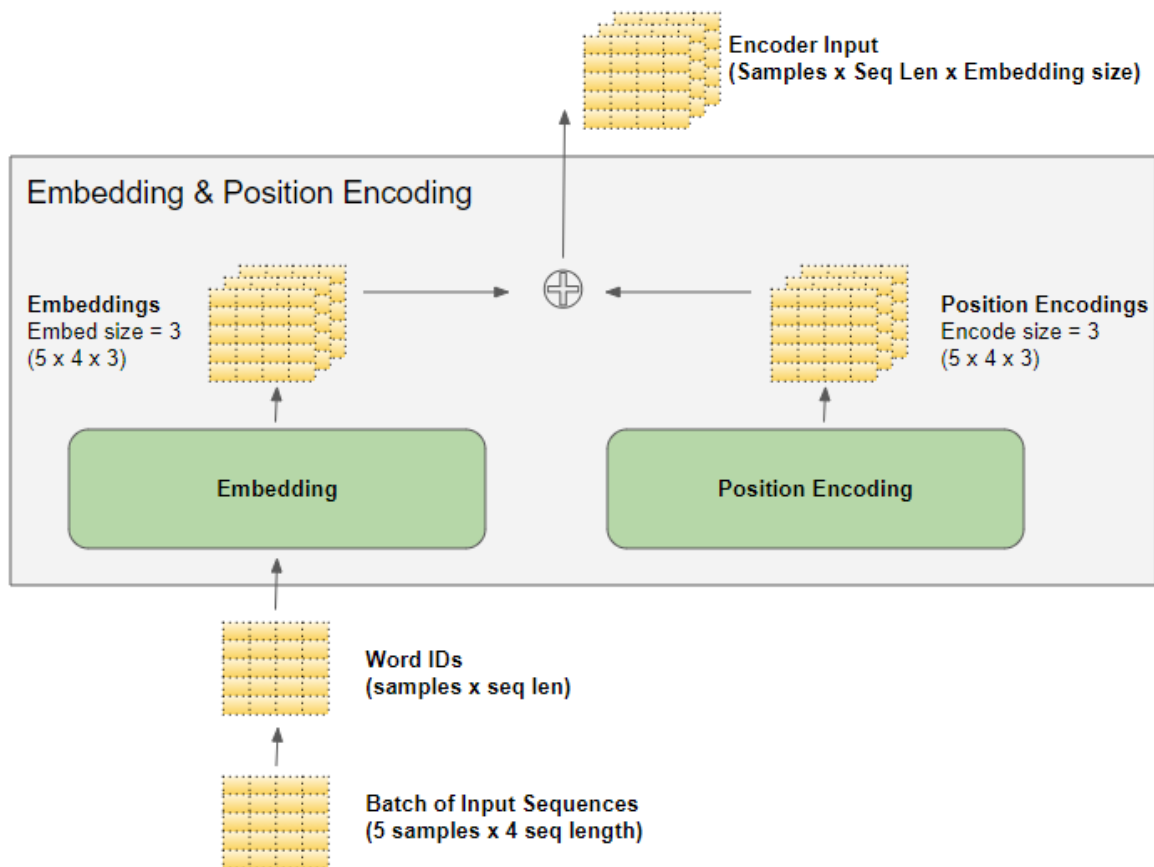 Encoder Input
(Samples x Seq Len x Embedding size)
Embedding & Position Encoding
Embeddings
Embed size = 3
(5 x 4 x 3)
Position Encodings
Encode size = 3
(5 x 4 x 3)
Embedding
Position Encoding
Word IDs
(samples x seq len)
Batch of Input Sequences
(5 samples x 4 seq length)